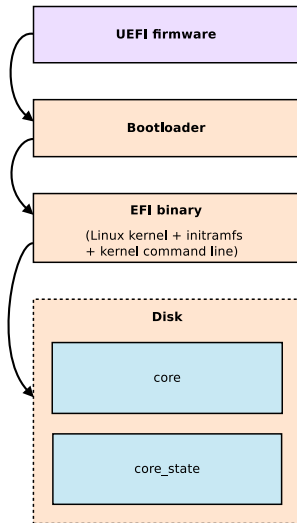 UEFI firmware
Bootloader
EFI binary
(Linux kernel + initramfs
+ kernel command line)
Disk
core
core_state